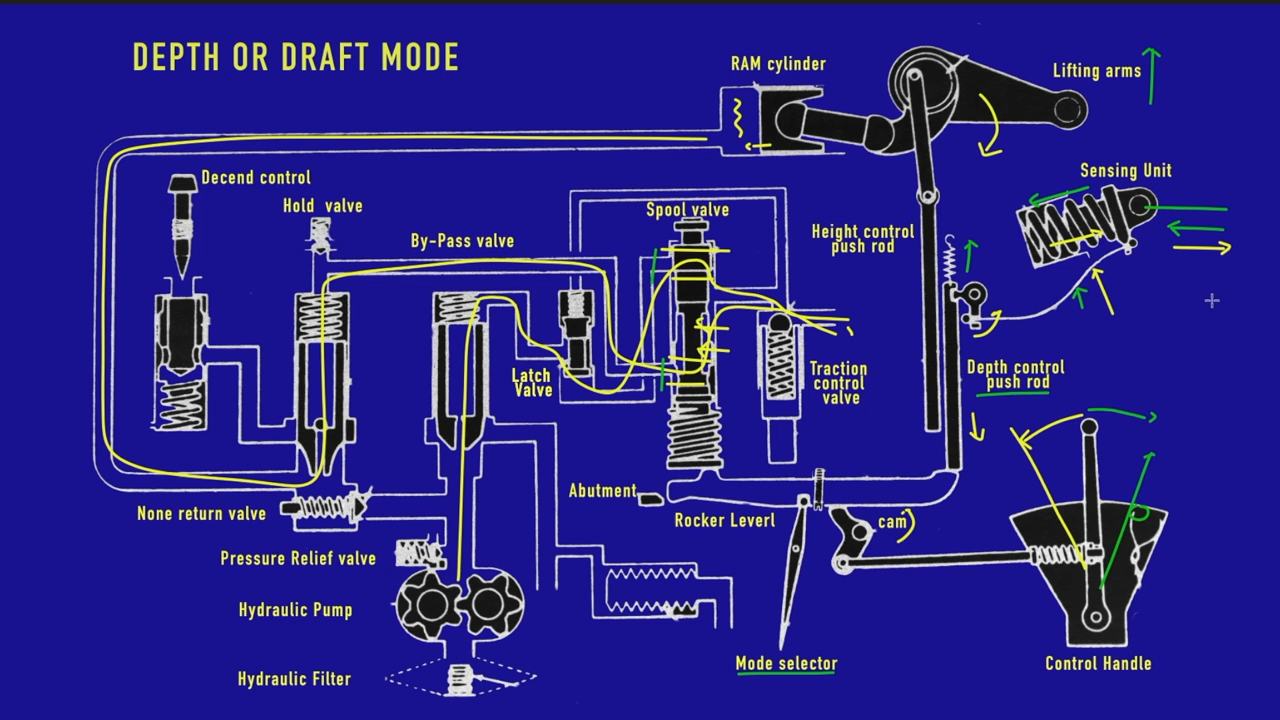 DEPTH OR DRAFT MODE
RAM cylinder
Lifting arms
Decend control
Sensing Unit
Hold valve
Spool valve
By-Pass valve
Height control
push rod
Latch
Valve
Traction
control
valve
Depth control
push rod
Abutment
None return valve
Rocker Leverl
cam
Pressure Relief valve
Hydraulic Pump
Mode selector
Control Handle
Hydraulic Filter